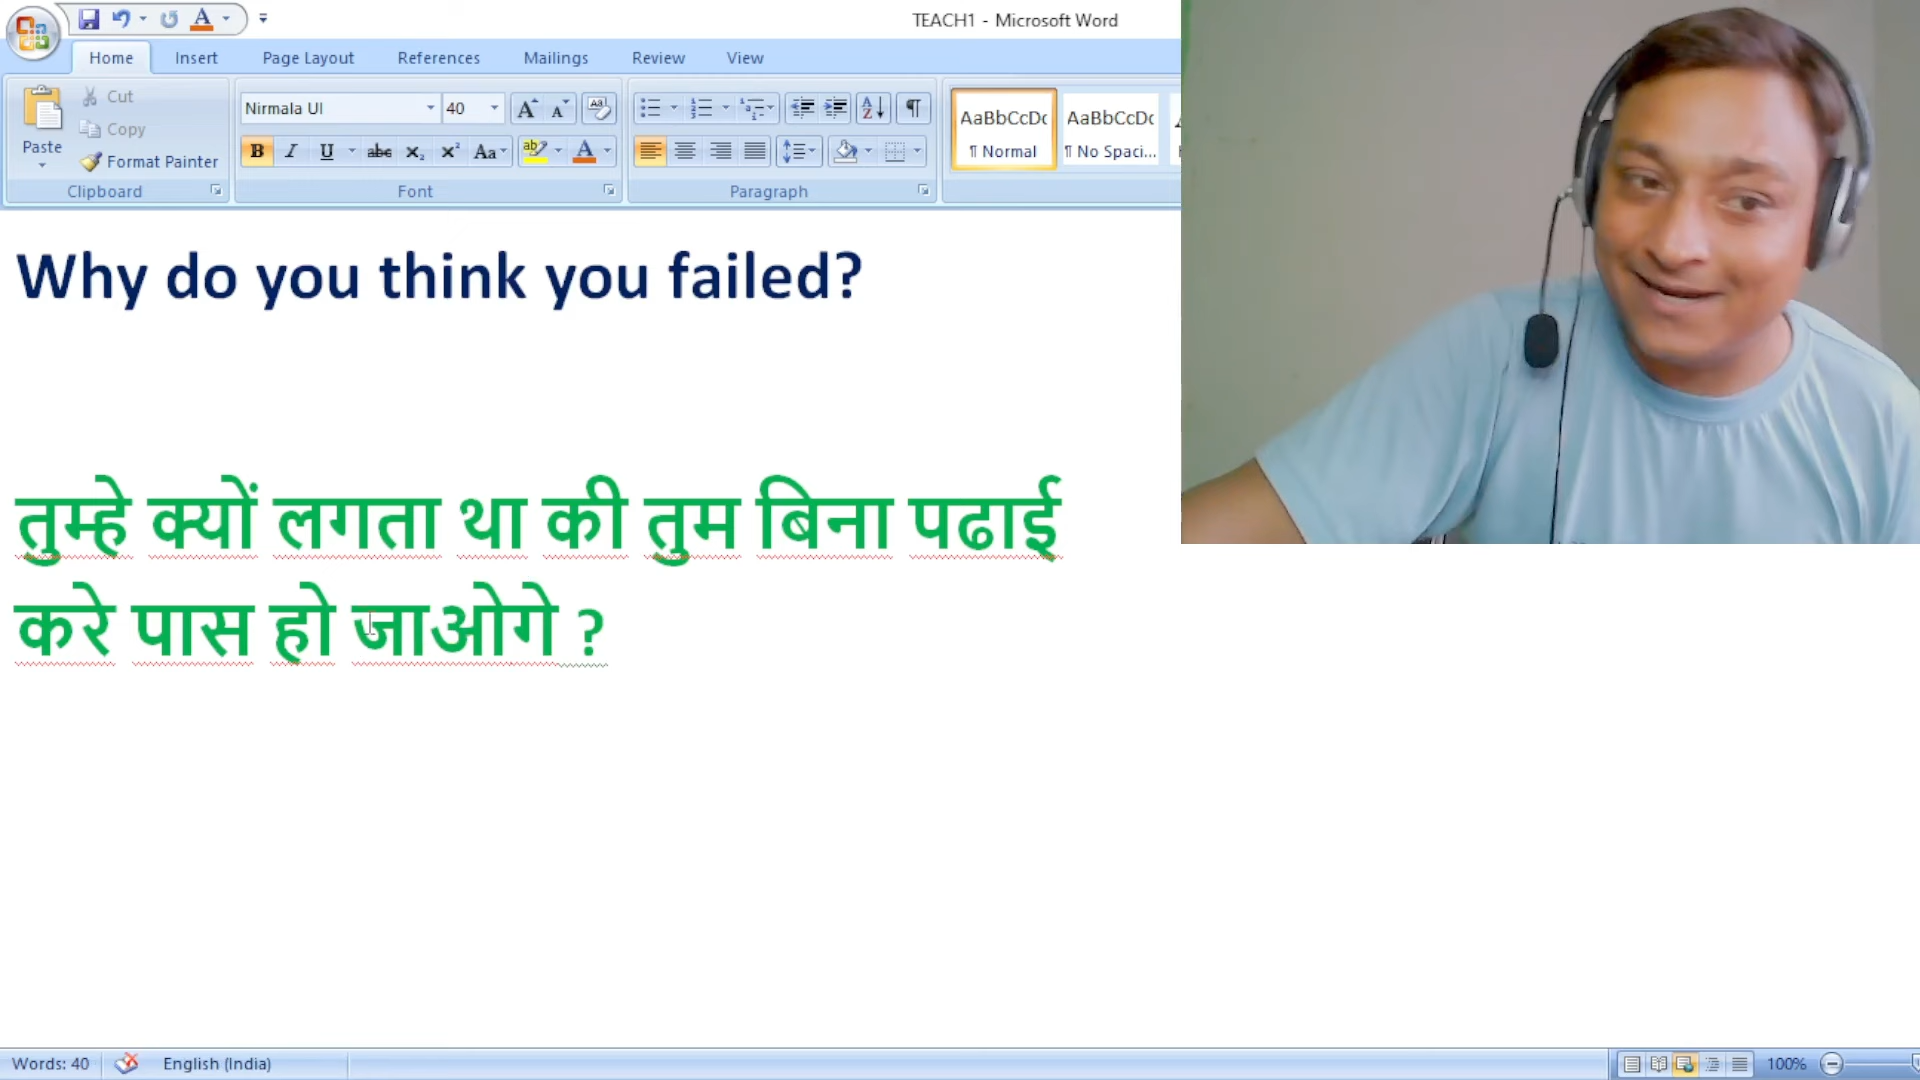 TEACH1 - Microsoft Word
Home Insert Page Layout References Mailings Review View
Paste
Cut
Copy
Format Painter
Clipboard
Nirmala UI 40
Font
Paragraph
AaBbCcDc AaBbCcDc
¶ Normal ¶ No Spaci...
Why do you think you failed?
तुम्हे क्यों लगता था की तुम बिना पढाई
करे पास हो जाओगे ?
Words: 40 English (India) 100%